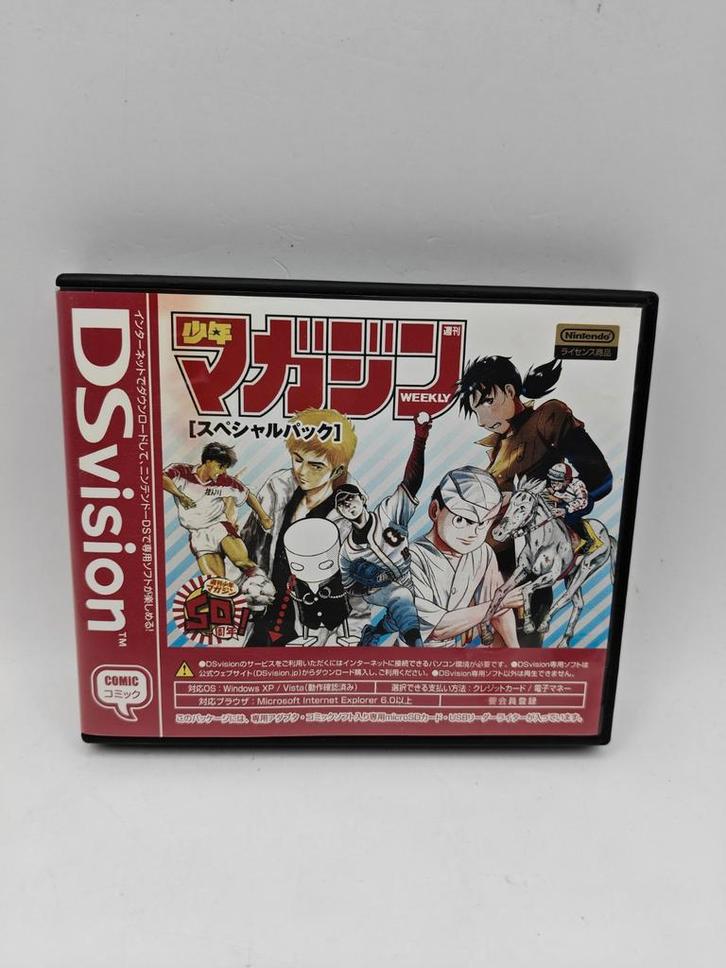 DSvision™
インターネットでダウンロードして、ニンテンドーDSで専用ソフトが楽しめる!
COMIC
コミック
週刊
少年
マガジン
WEEKLY
[スペシャルパック]
Nintendo
ライセンス商品
掛川
週刊少年
マガジン
50!
周年
●DSvisionのサービスをご利用いただくにはインターネットに接続できるパソコン環境が必要です。 ●DSvision専用ソフトは
公式ウェブサイト(DSvision.jp)からダウンロード購入し、ご利用ください。 ●DSvision専用ソフト以外は再生できません。
対応OS:Windows XP / Vista(動作確認済み) 選択できる支払い方法:クレジットカード / 電子マネー
対応ブラウザ:Microsoft Internet Explorer 6.0以上 要会員登録
このパッケージには、専用アダプタ・コミックソフト入り専用microSDカード・USBリーダーライターが入っています。